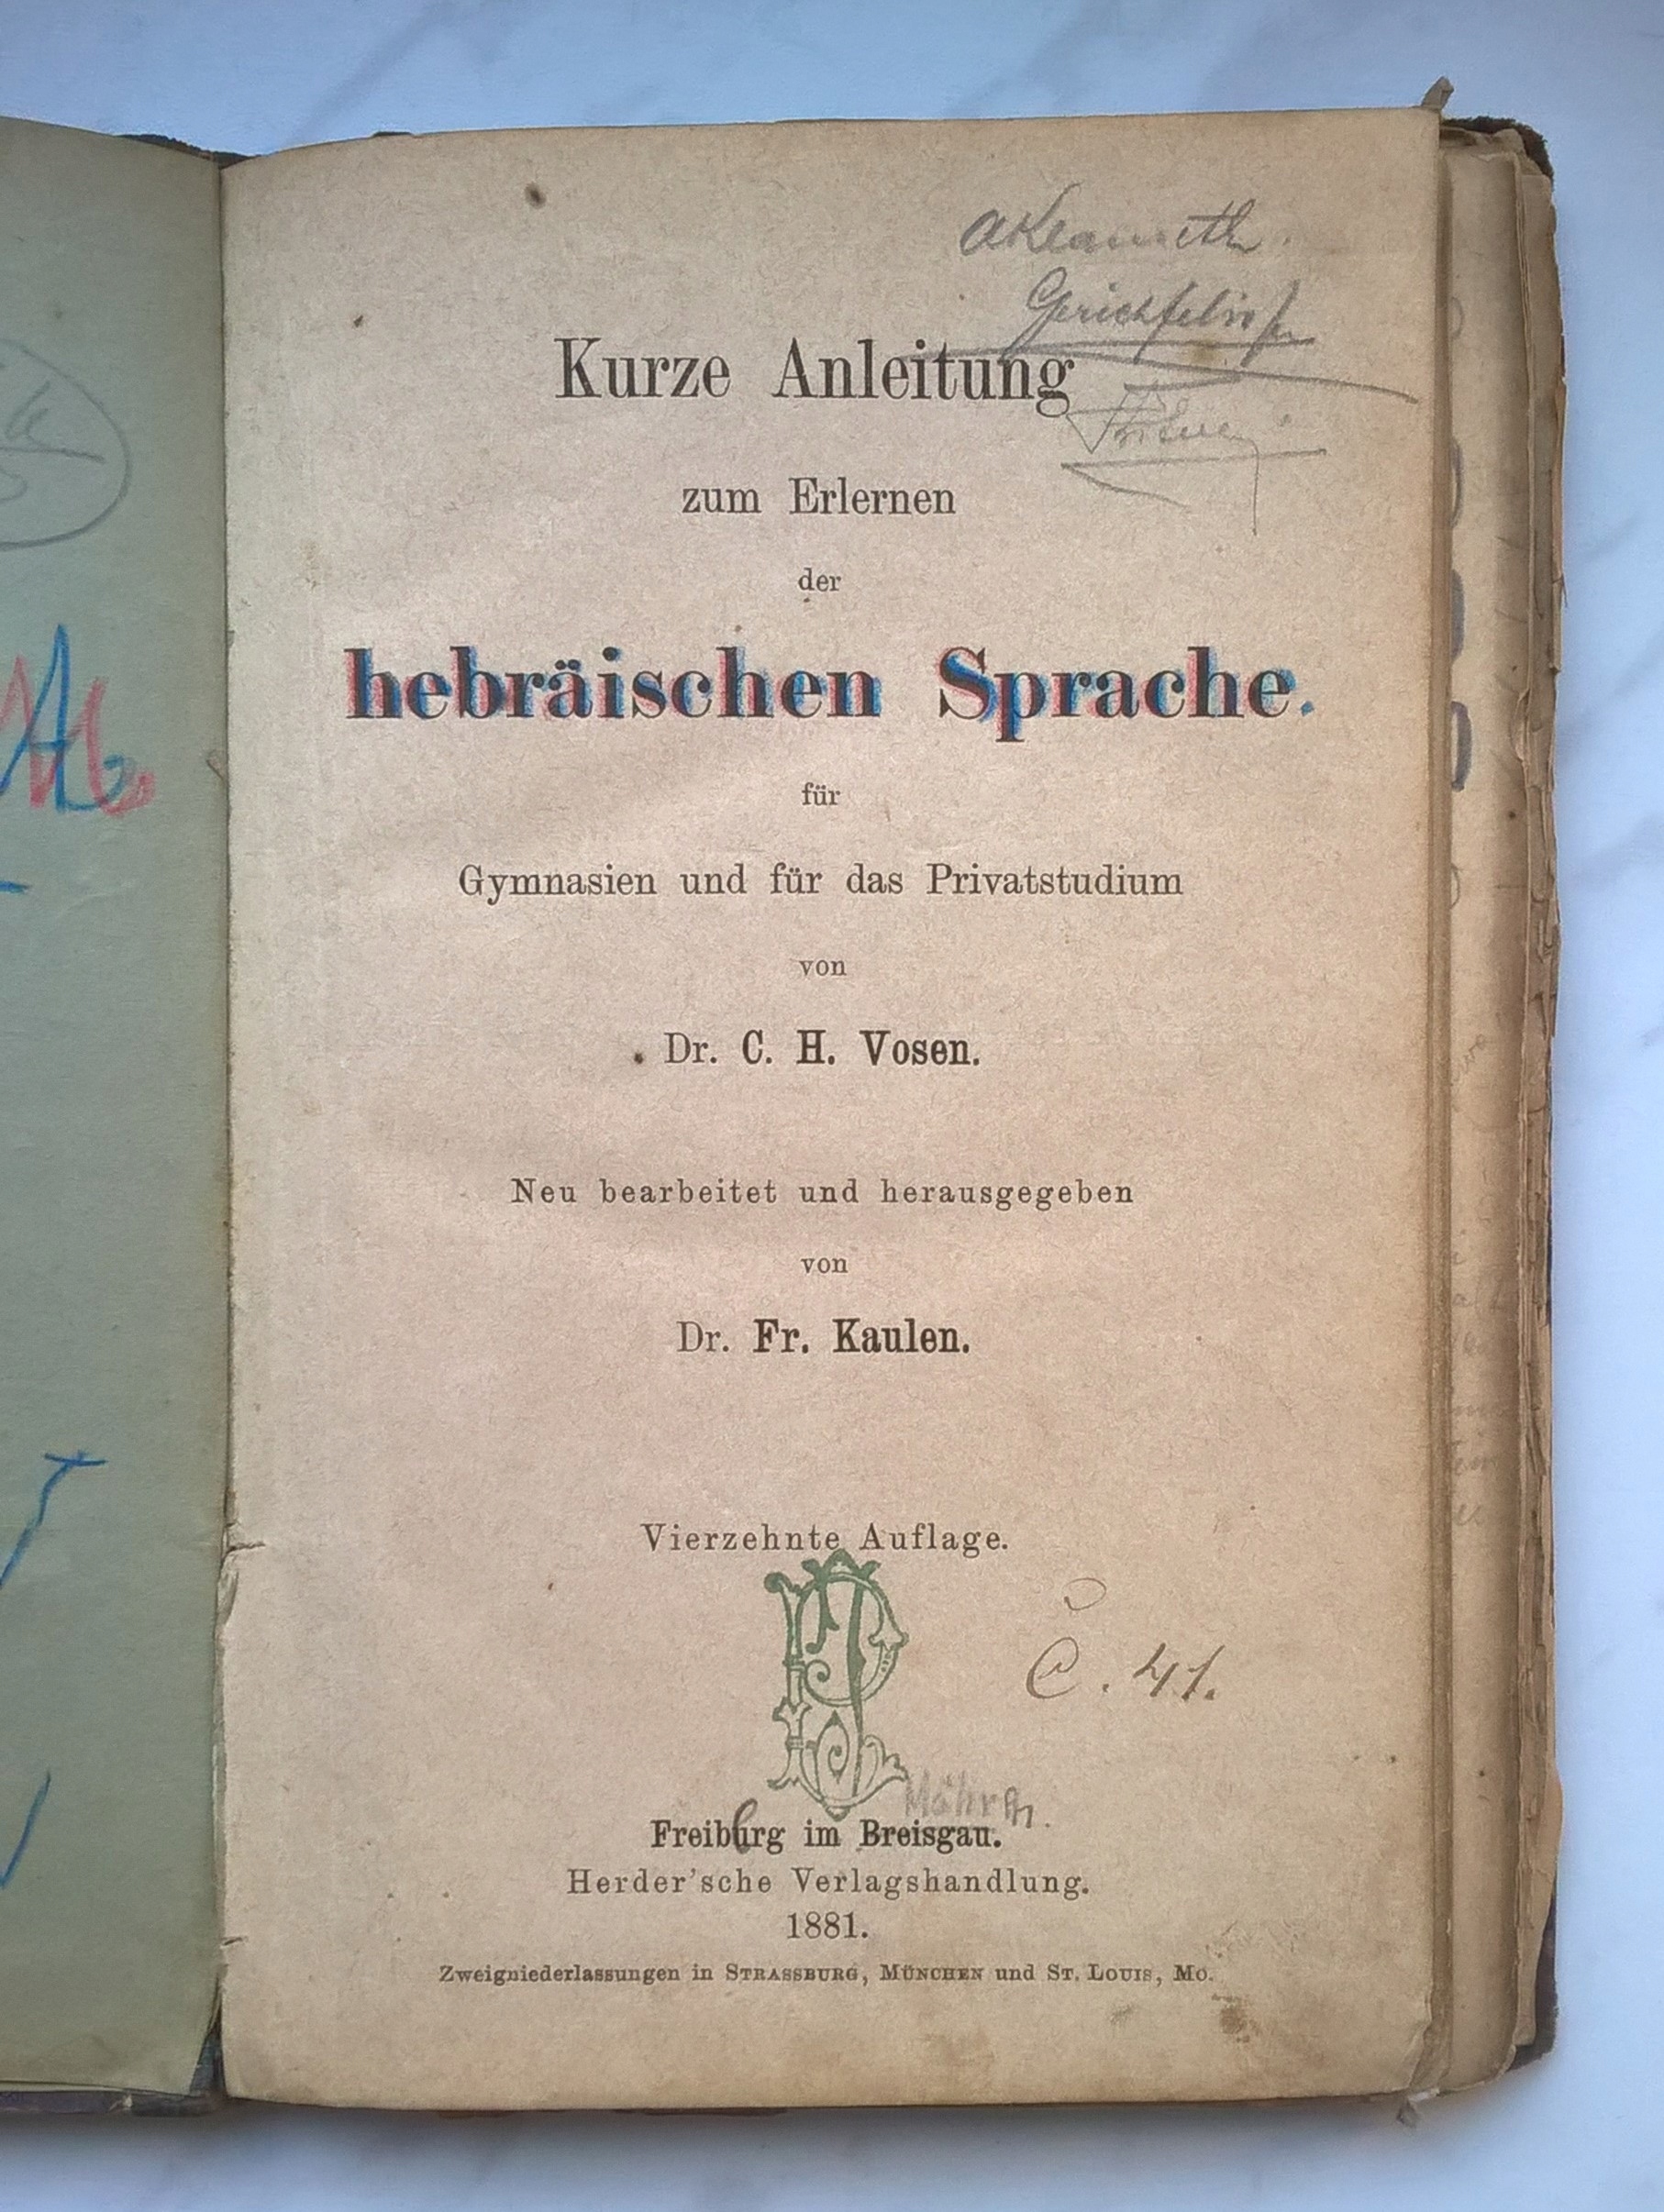 Kurze Anleitung
zum Erlernen
der
hebräischen Sprache.
für
Gymnasien und für das Privatstudium
von
Dr. C. H. Vosen.
Neu bearbeitet und herausgegeben
von
Dr. Fr. Kaulen.
Vierzehnte Auflage.
C. 41.
Mähren.
Freiburg im Breisgau.
Herder'sche Verlagshandlung.
1881.
Zweigniederlassungen in STRASSBURG, MÜNCHEN und ST. LOUIS, MO.